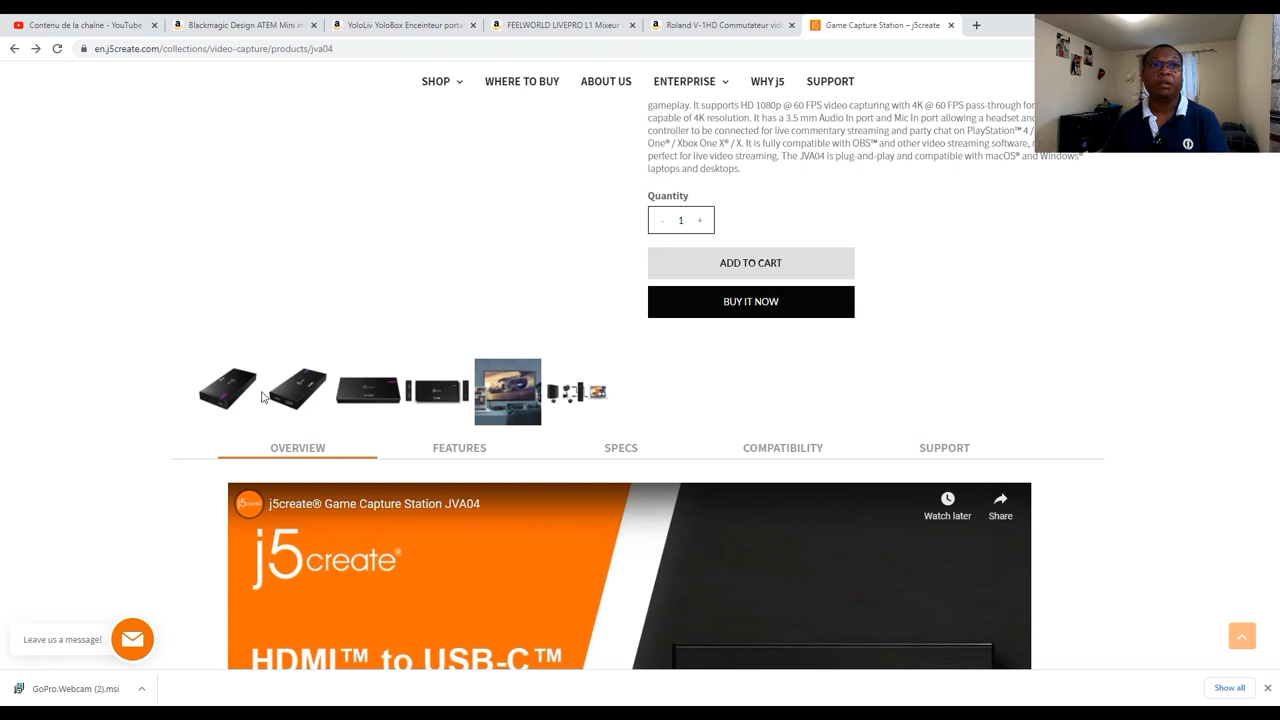 Contenu de la chaîne - YouTube
Blackmagic Design ATEM Mini in
YoloLiv YoloBox Enceinteur porta
FEELWORLD LIVEPRO L1 Mixeur
Roland V-1HD Commutateur vid
Game Capture Station – j5create
en.j5create.com/collections/video-capture/products/jva04
SHOP
WHERE TO BUY
ABOUT US
ENTERPRISE
WHY j5
SUPPORT
gameplay. It supports HD 1080p @ 60 FPS video capturing with 4K @ 60 FPS pass-through for
capable of 4K resolution. It has a 3.5 mm Audio In port and Mic In port allowing a headset and
controller to be connected for live commentary streaming and party chat on PlayStation™ 4 /
One® / Xbox One X® / X. It is fully compatible with OBS™ and other video streaming software,
perfect for live video streaming. The JVA04 is plug-and-play and compatible with macOS® and Windows®
laptops and desktops.
Quantity
- 1 +
ADD TO CART
BUY IT NOW
OVERVIEW
FEATURES
SPECS
COMPATIBILITY
SUPPORT
j5create
j5create® Game Capture Station JVA04
Watch later
Share
j5create®
HDMI™ to USB-C™
Leave us a message!
GoPro.Webcam (2).msi
Show all